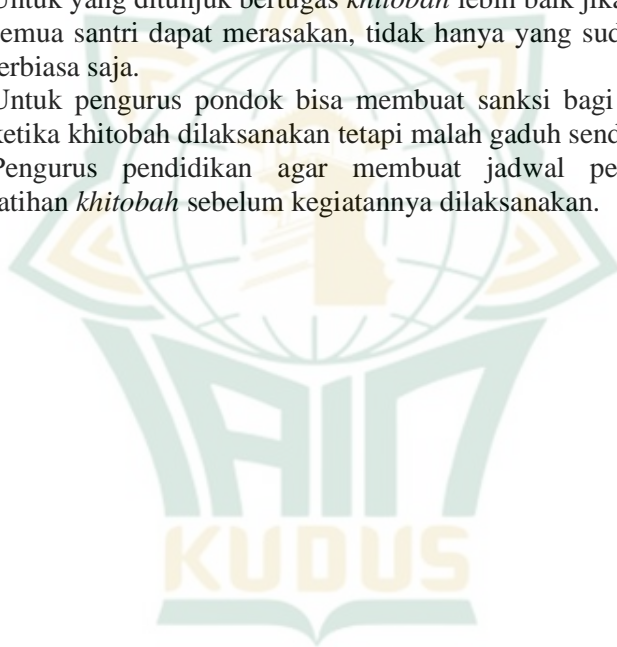 Untuk yang ditunjuk bertugas khitobah lebih baik jika
semua santri dapat merasakan, tidak hanya yang sud
terbiasa saja.
Untuk pengurus pondok bisa membuat sanksi bagi
ketika khitobah dilaksanakan tetapi malah gaduh send
Pengurus pendidikan agar membuat jadwal pe
latihan khitobah sebelum kegiatannya dilaksanakan.
IAIN
KUDUS